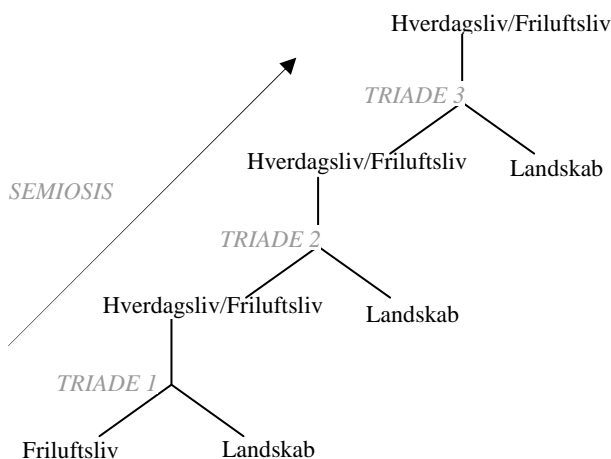 Hverdagsliv/Friluftsliv
TRIADE 3
Hverdagsliv/Friluftsliv
Landskab
SEMIOSIS
TRIADE 2
Hverdagsliv/Friluftsliv
Landskab
TRIADE 1
Friluftsliv
Landskab